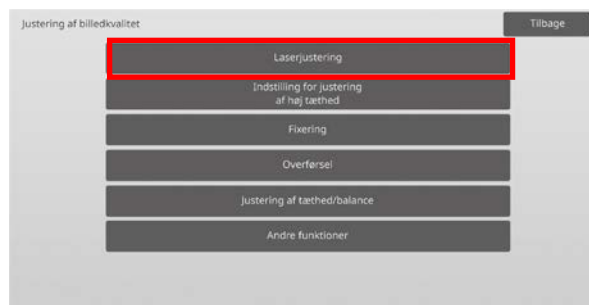 Justering af billedkvalitet
Tilbage
Laserjustering
Indstilling for justering
af høj tæthed
Fixering
Overførsel
Justering af tæthed/balance
Andre funktioner